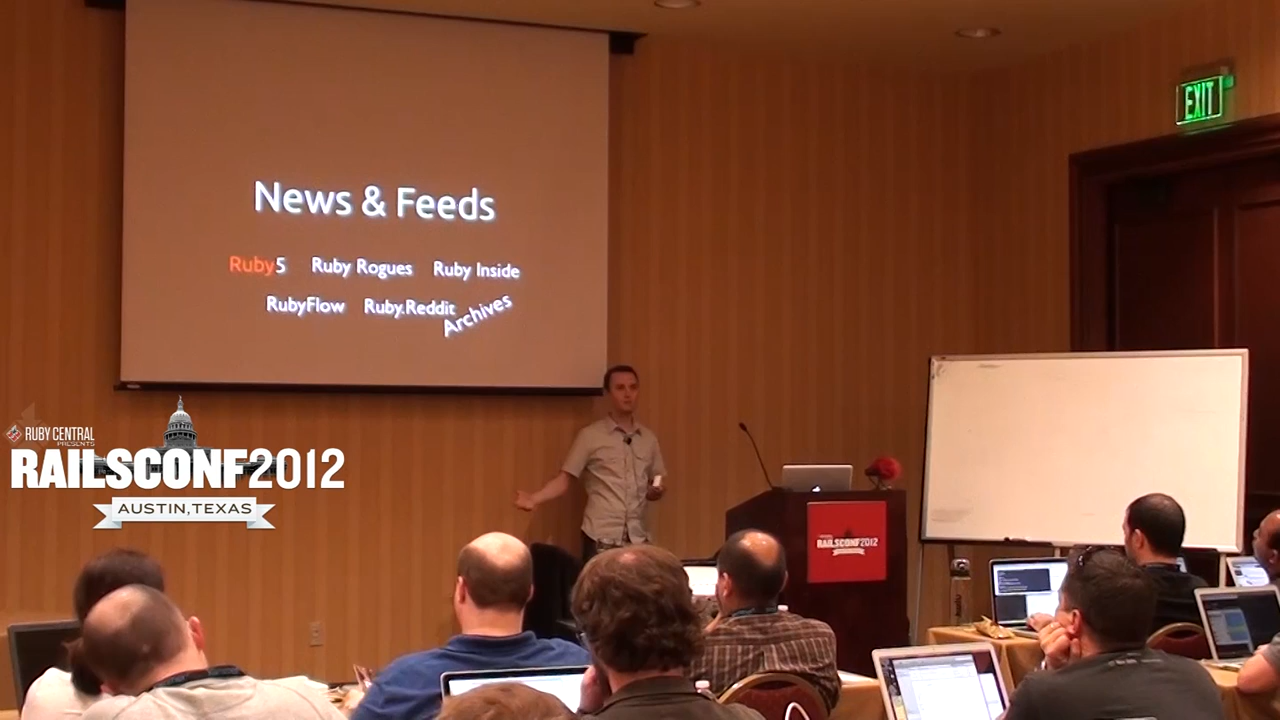 News & Feeds
Ruby5 Ruby Rogues Ruby Inside
RubyFlow Ruby.Reddit Archives
EXIT
RUBY CENTRAL
PRESENTS
RAILSCONF2012
AUSTIN, TEXAS
RAILSCONF2012